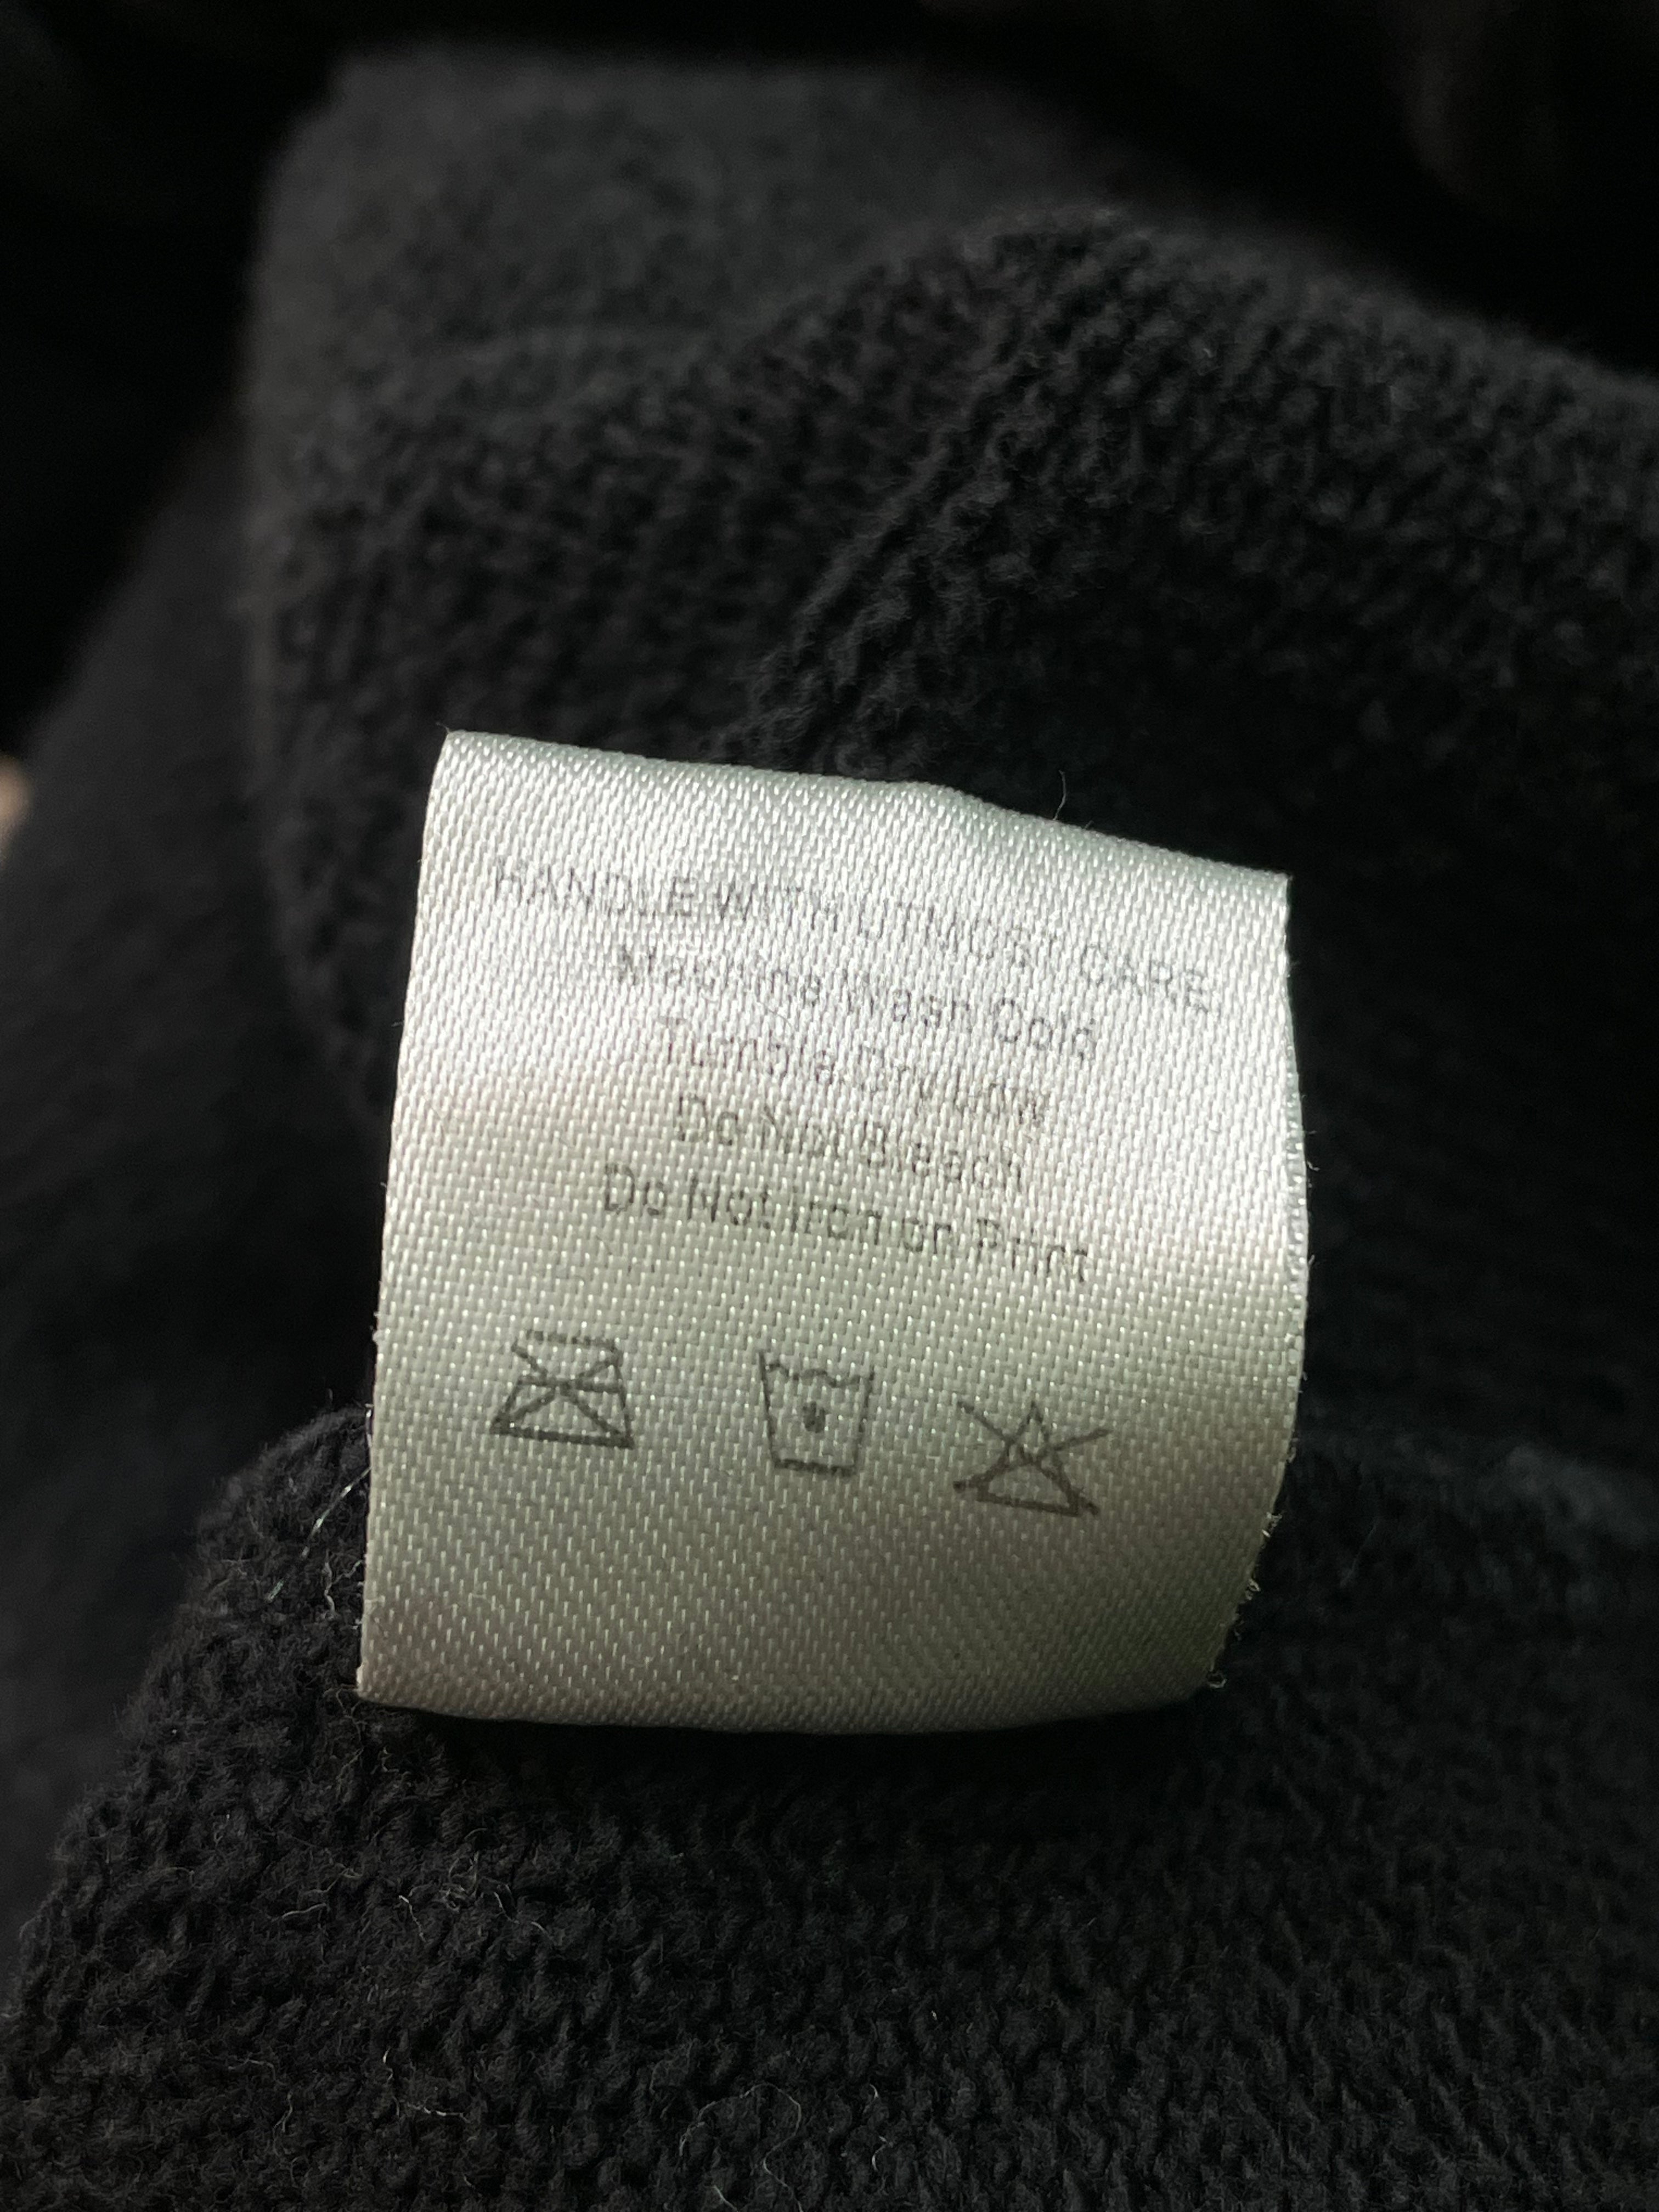 HANDLE WITH UTMOST CARE
Machine Wash Cold
Tumble Dry Low
Do Not Bleach
Do Not Iron on Print